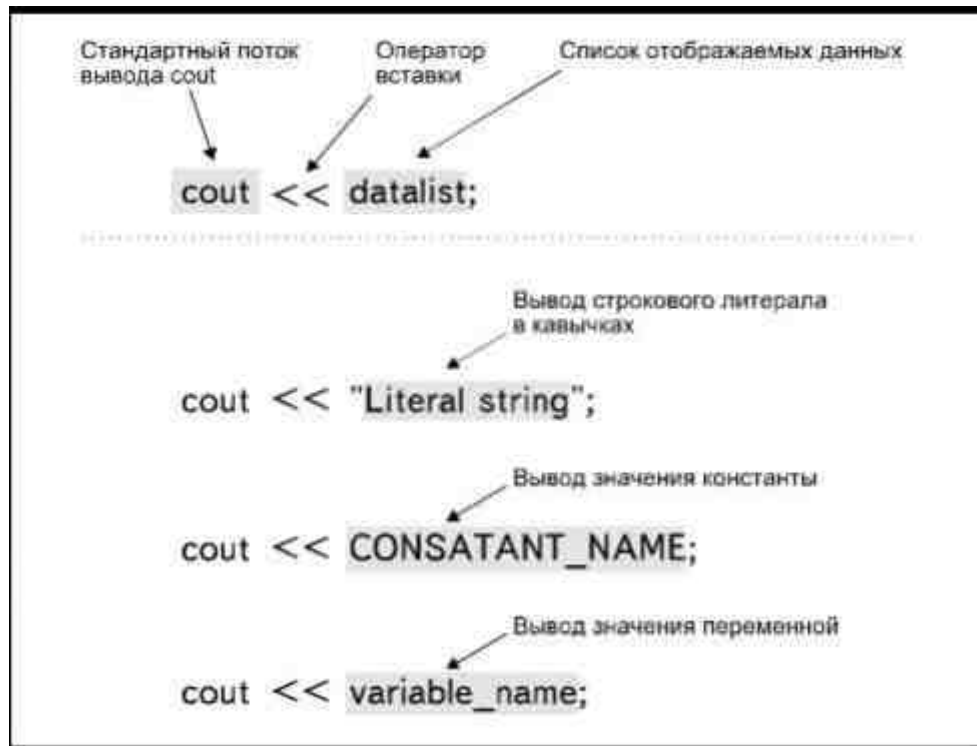 Стандартный поток
вывода cout
Оператор
вставки
Список отображаемых данных
cout << datalist;
Вывод строкового литерала
в кавычках
cout << "Literal string";
Вывод значения константы
cout << CONSATANT_NAME;
Вывод значения переменной
cout << variable_name;